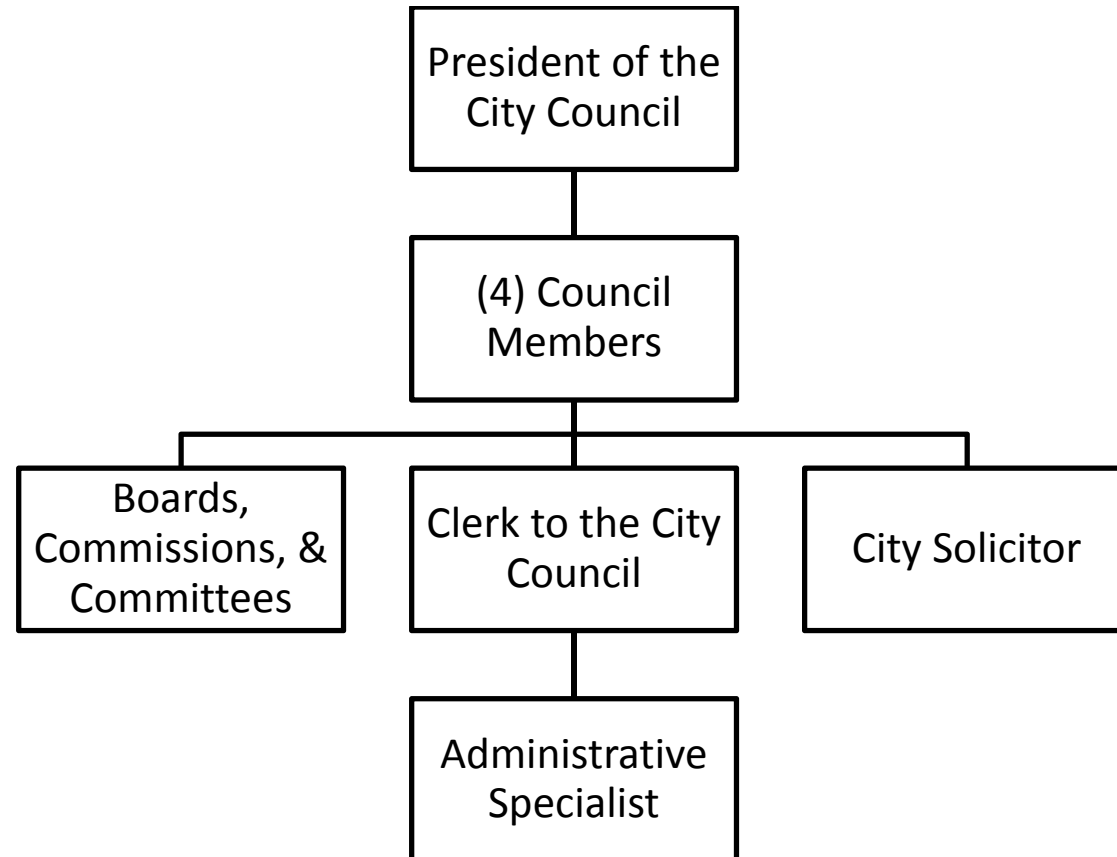 President of the
City Council
(4) Council
Members
Boards,
Commissions, &
Committees
Clerk to the City
Council
City Solicitor
Administrative
Specialist